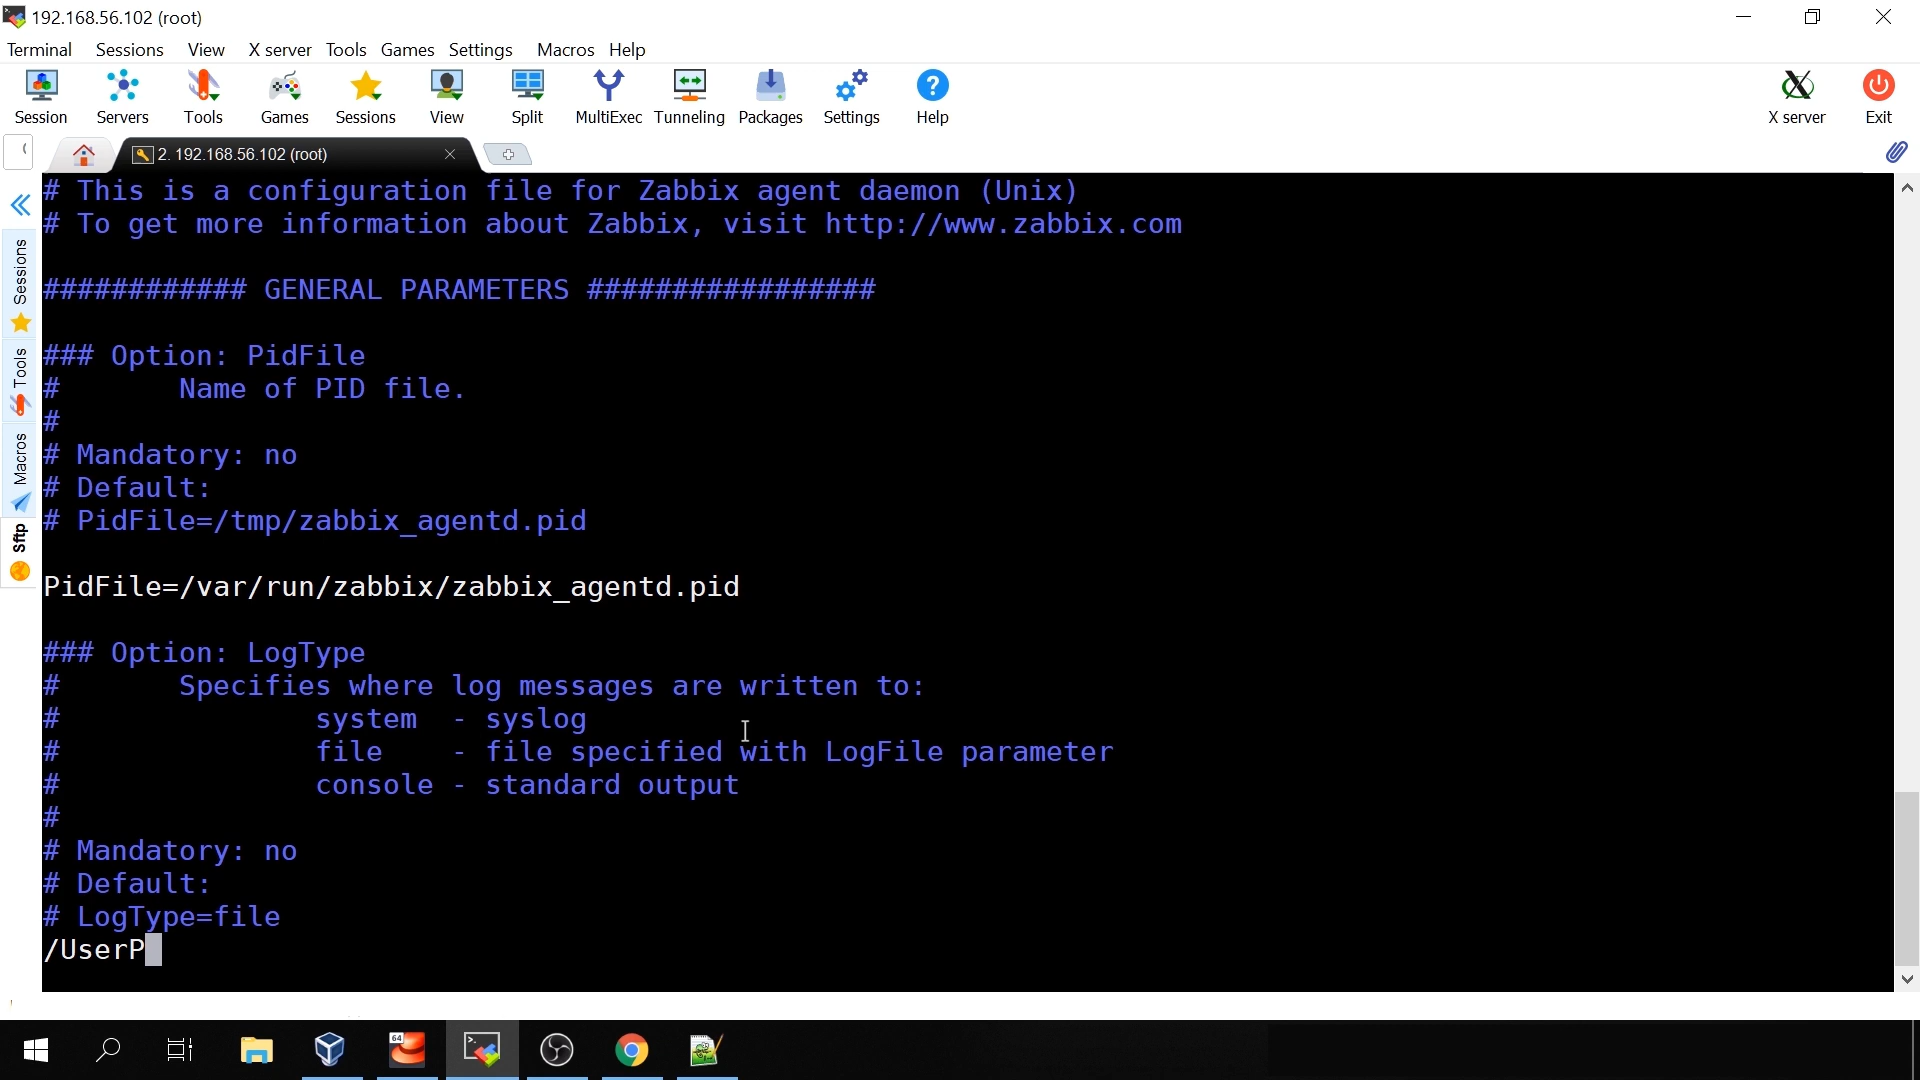 192.168.56.102 (root)
Terminal Sessions View X server Tools Games Settings Macros Help
Session Servers Tools Games Sessions View Split MultiExec Tunneling Packages Settings Help X server Exit
2. 192.168.56.102 (root)
Sessions
Tools
Macros
Sftp
# This is a configuration file for Zabbix agent daemon (Unix)
# To get more information about Zabbix, visit http://www.zabbix.com
############ GENERAL PARAMETERS #################
### Option: PidFile
#       Name of PID file.
#
# Mandatory: no
# Default:
# PidFile=/tmp/zabbix_agentd.pid
PidFile=/var/run/zabbix/zabbix_agentd.pid
### Option: LogType
#       Specifies where log messages are written to:
#               system  - syslog
#               file    - file specified with LogFile parameter
#               console - standard output
#
# Mandatory: no
# Default:
# LogType=file
/UserP
64